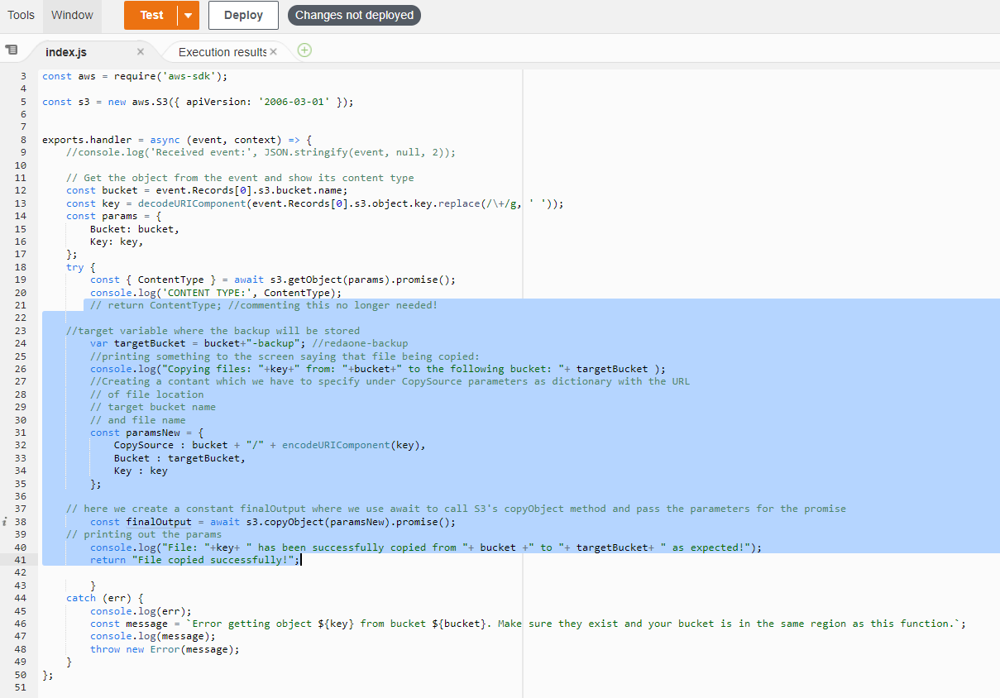 Tools Window Test Deploy Changes not deployed
index.js × Execution results ×
3 const aws = require('aws-sdk');
4
5 const s3 = new aws.S3({ apiVersion: '2006-03-01' });
6
7
8 exports.handler = async (event, context) => {
9 //console.log('Received event:', JSON.stringify(event, null, 2));
10
11 // Get the object from the event and show its content type
12 const bucket = event.Records[0].s3.bucket.name;
13 const key = decodeURIComponent(event.Records[0].s3.object.key.replace(/\+/g, ' '));
14 const params = {
15 Bucket: bucket,
16 Key: key,
17 };
18 try {
19 const { ContentType } = await s3.getObject(params).promise();
20 console.log('CONTENT TYPE:', ContentType);
21 // return ContentType; //commenting this no longer needed!
22
23 //target variable where the backup will be stored
24 var targetBucket = bucket+"-backup"; //redaone-backup
25 //printing something to the screen saying that file being copied:
26 console.log("Copying files: "+key+" from: "+bucket+" to the following bucket: "+ targetBucket );
27 //Creating a contant which we have to specify under CopySource parameters as dictionary with the URL
28 // of file location
29 // target bucket name
30 // and file name
31 const paramsNew = {
32 CopySource : bucket + "/" + encodeURIComponent(key),
33 Bucket : targetBucket,
34 Key : key
35 };
36
37 // here we create a constant finalOutput where we use await to call S3's copyObject method and pass the parameters for the promise
i 38 const finalOutput = await s3.copyObject(paramsNew).promise();
39 // printing out the params
40 console.log("File: "+key+ " has been successfully copied from "+ bucket +" to "+ targetBucket+ " as expected!");
41 return "File copied successfully!";
42
43 }
44 catch (err) {
45 console.log(err);
46 const message = `Error getting object ${key} from bucket ${bucket}. Make sure they exist and your bucket is in the same region as this function.`;
47 console.log(message);
48 throw new Error(message);
49 }
50 };
51